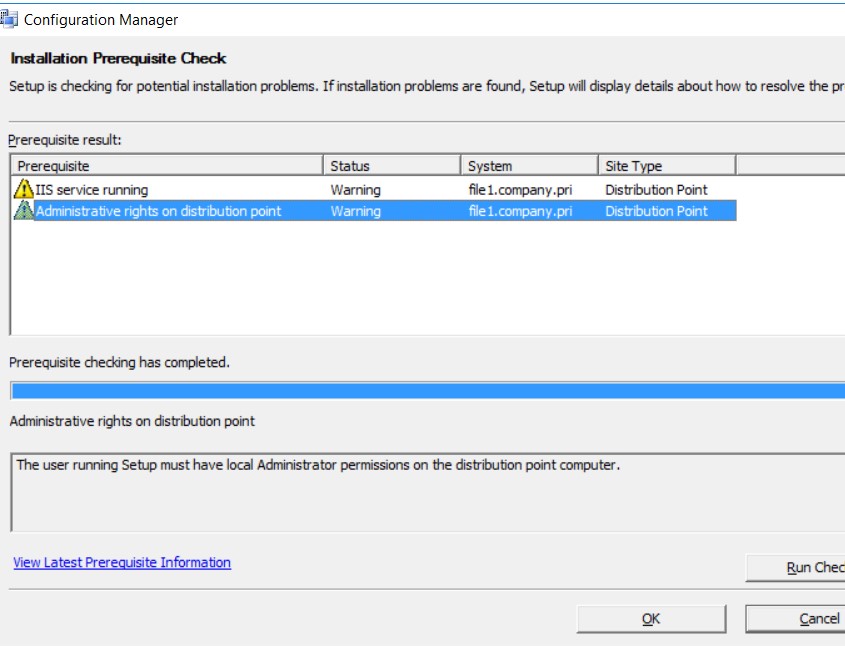 Configuration Manager
Installation Prerequisite Check
Setup is checking for potential installation problems. If installation problems are found, Setup will display details about how to resolve the
Prerequisite result:
Prerequisite Status System Site Type
IIS service running Warning file1.company.pri Distribution Point
Administrative rights on distribution point Warning file1.company.pri Distribution Point
Prerequisite checking has completed.
Administrative rights on distribution point
The user running Setup must have local Administrator permissions on the distribution point computer.
View Latest Prerequisite Information
Run
OK Cancel